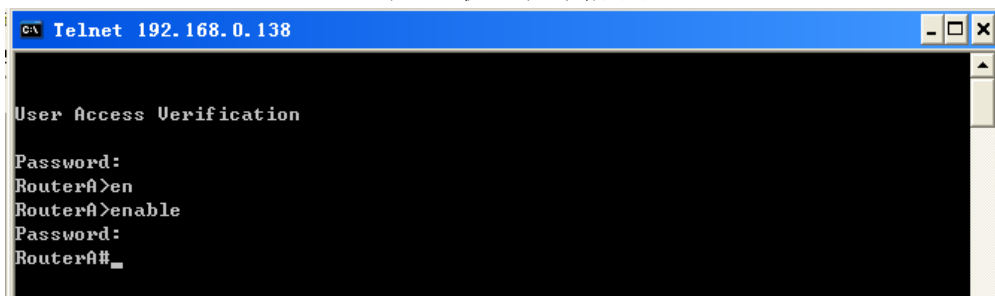 Telnet 192.168.0.138
User Access Verification
Password:
RouterA>en
RouterA>enable
Password:
RouterA#_